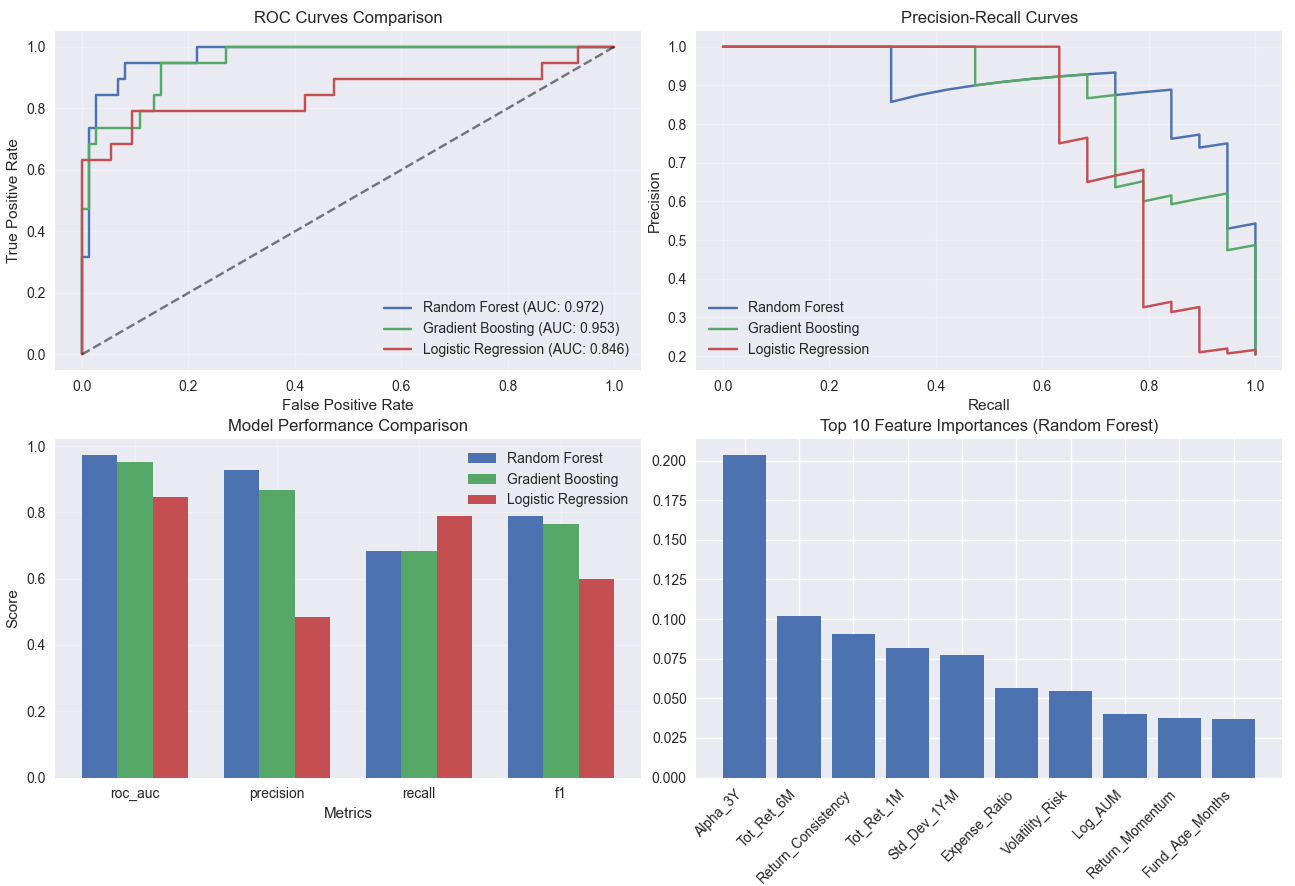 ROC Curves Comparison
True Positive Rate
1.0
0.8
0.6
0.4
0.2
0.0
Random Forest (AUC: 0.972)
Gradient Boosting (AUC: 0.953)
Logistic Regression (AUC: 0.846)
0.0 0.2 0.4 0.6 0.8 1.0
False Positive Rate
Precision-Recall Curves
Precision
1.0
0.9
0.8
0.7
0.6
0.5
0.4
0.3
0.2
Random Forest
Gradient Boosting
Logistic Regression
0.0 0.2 0.4 0.6 0.8 1.0
Recall
Model Performance Comparison
Score
1.0
0.8
0.6
0.4
0.2
0.0
Random Forest
Gradient Boosting
Logistic Regression
roc_auc precision recall f1
Metrics
Top 10 Feature Importances (Random Forest)
0.200
0.175
0.150
0.125
0.100
0.075
0.050
0.025
0.000
Alpha_3Y
Tot_Ret_6M
Return_Consistency
Tot_Ret_1M
Std_Dev_1Y-M
Expense_Ratio
Volatility_Risk
Log_AUM
Return_Momentum
Fund_Age_Months